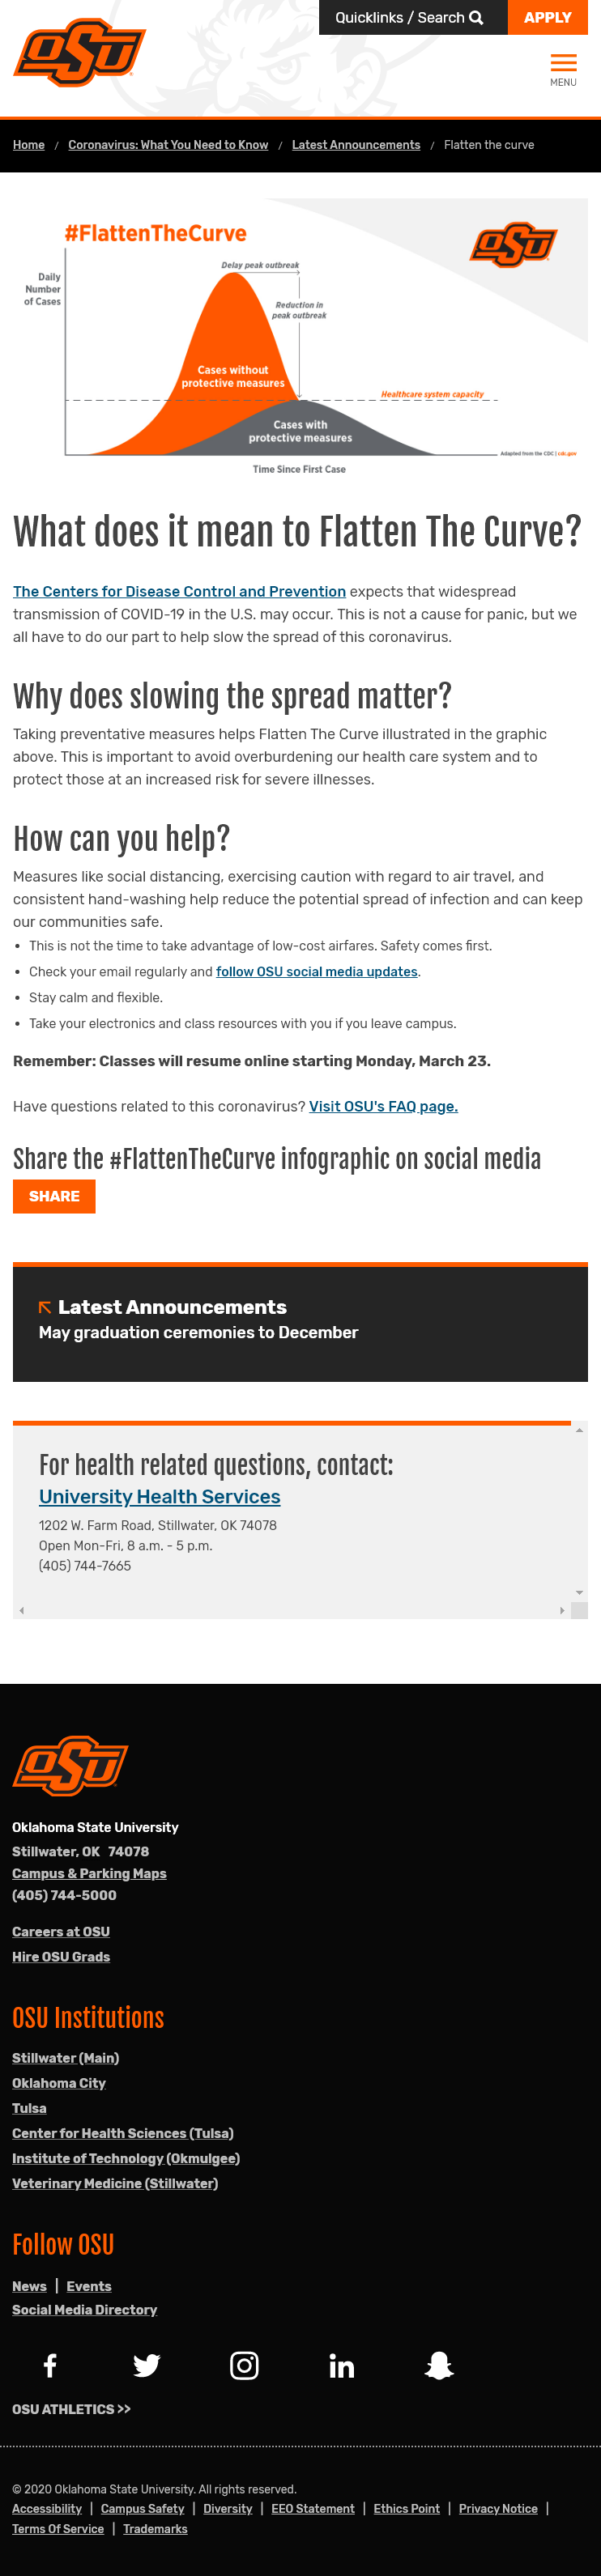 OSU
Quicklinks / Search
APPLY
MENU
Home / Coronavirus: What You Need to Know / Latest Announcements / Flatten the curve
#FlattenTheCurve
OSU
Daily
Number
of Cases
Delay peak outbreak
Reduction in
peak outbreak
Cases without
protective measures
Healthcare system capacity
Cases with
protective measures
Adapted from the CDC | cdc.gov
Time Since First Case
What does it mean to Flatten The Curve?
The Centers for Disease Control and Prevention expects that widespread
transmission of COVID-19 in the U.S. may occur. This is not a cause for panic, but we
all have to do our part to help slow the spread of this coronavirus.
Why does slowing the spread matter?
Taking preventative measures helps Flatten The Curve illustrated in the graphic
above. This is important to avoid overburdening our health care system and to
protect those at an increased risk for severe illnesses.
How can you help?
Measures like social distancing, exercising caution with regard to air travel, and
consistent hand-washing help reduce the potential spread of infection and can keep
our communities safe.
• This is not the time to take advantage of low-cost airfares. Safety comes first.
• Check your email regularly and follow OSU social media updates.
• Stay calm and flexible.
• Take your electronics and class resources with you if you leave campus.
Remember: Classes will resume online starting Monday, March 23.
Have questions related to this coronavirus? Visit OSU's FAQ page.
Share the #FlattenTheCurve infographic on social media
SHARE
Latest Announcements
May graduation ceremonies to December
For health related questions, contact:
University Health Services
1202 W. Farm Road, Stillwater, OK 74078
Open Mon-Fri, 8 a.m. - 5 p.m.
(405) 744-7665
OSU
Oklahoma State University
Stillwater, OK 74078
Campus & Parking Maps
(405) 744-5000
Careers at OSU
Hire OSU Grads
OSU Institutions
Stillwater (Main)
Oklahoma City
Tulsa
Center for Health Sciences (Tulsa)
Institute of Technology (Okmulgee)
Veterinary Medicine (Stillwater)
Follow OSU
News | Events
Social Media Directory
OSU ATHLETICS >>
© 2020 Oklahoma State University. All rights reserved.
Accessibility | Campus Safety | Diversity | EEO Statement | Ethics Point | Privacy Notice |
Terms Of Service | Trademarks